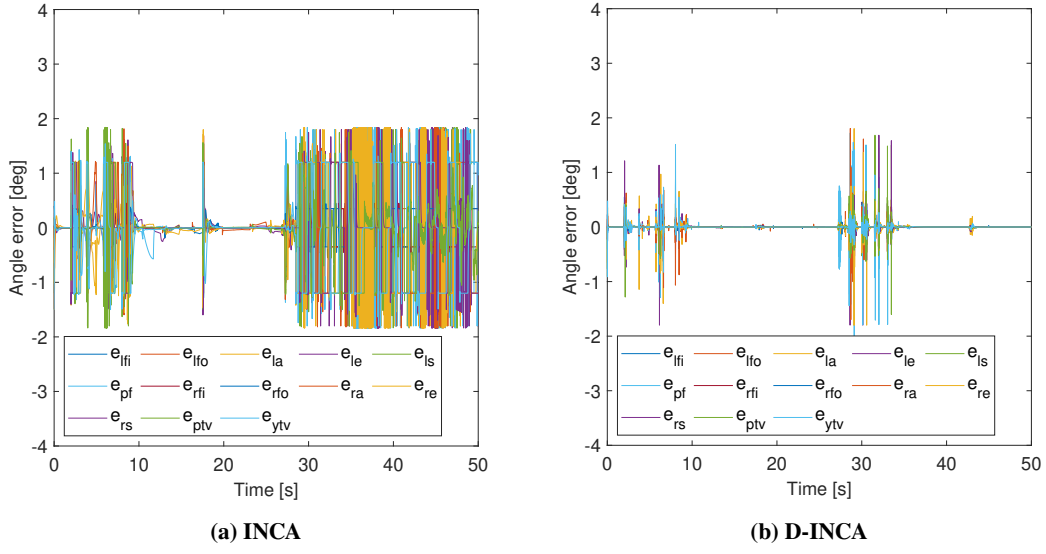 4
3
2
1
0
-1
-2
-3
-4
Angle error [deg]
e_lfi e_lfo e_la e_le e_ls
e_pf e_rfi e_rfo e_ra e_re
e_rs e_ptv e_ytv
0 10 20 30 40 50
Time [s]
(a) INCA
4
3
2
1
0
-1
-2
-3
-4
Angle error [deg]
e_lfi e_lfo e_la e_le e_ls
e_pf e_rfi e_rfo e_ra e_re
e_rs e_ptv e_ytv
0 10 20 30 40 50
Time [s]
(b) D-INCA